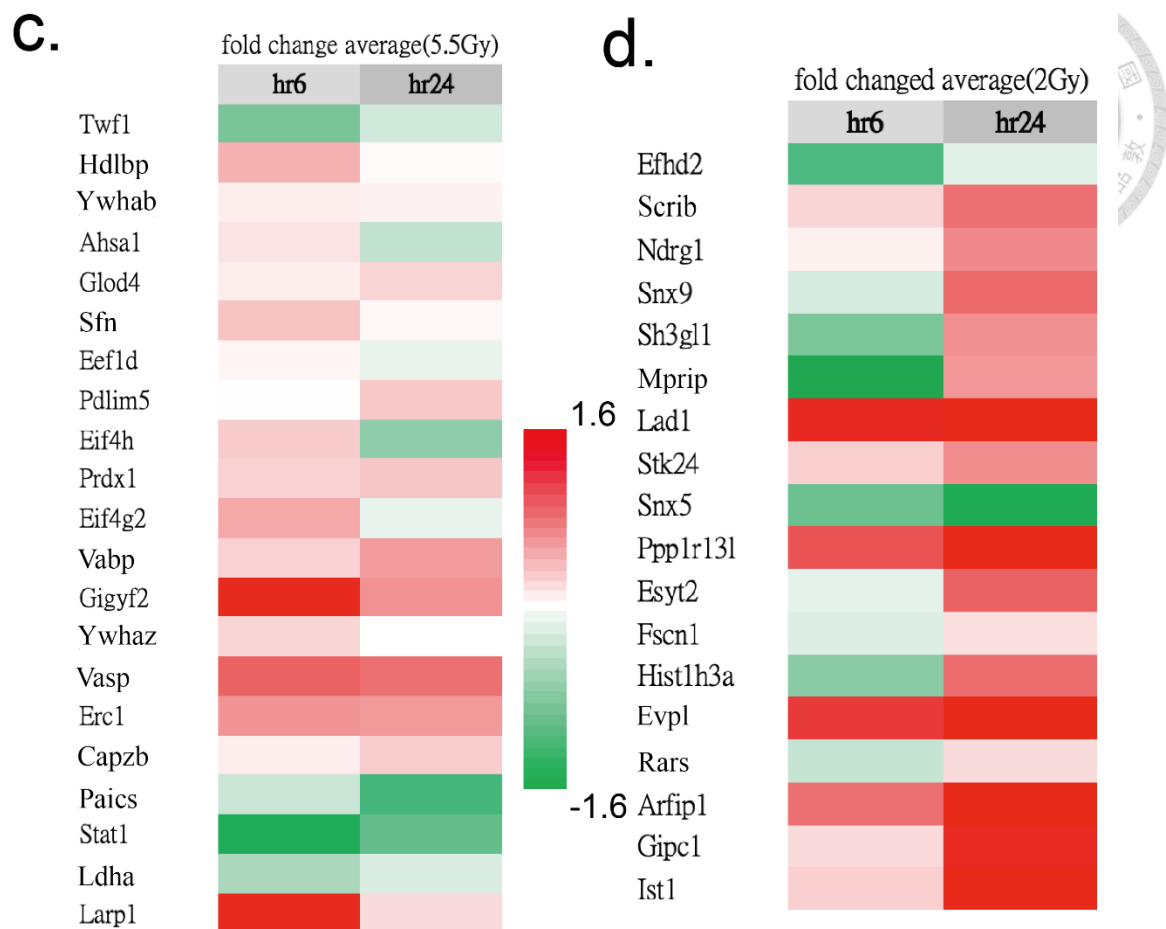 c.
fold change average(5.5Gy)
hr6 hr24
Twf1
Hdlbp
Ywhab
Ahsa1
Glod4
Sfn
Eef1d
Pdlim5
Eif4h
Prdx1
Eif4g2
Vabp
Gigyf2
Ywhaz
Vasp
Erc1
Capzb
Paics
Stat1
Ldha
Larp1
1.6
-1.6
d.
fold changed average(2Gy)
hr6 hr24
Efhd2
Scrib
Ndrg1
Snx9
Sh3gl1
Mprip
Lad1
Stk24
Snx5
Ppp1r13l
Esyt2
Fscn1
Hist1h3a
Evpl
Rars
Arfip1
Gipc1
Ist1